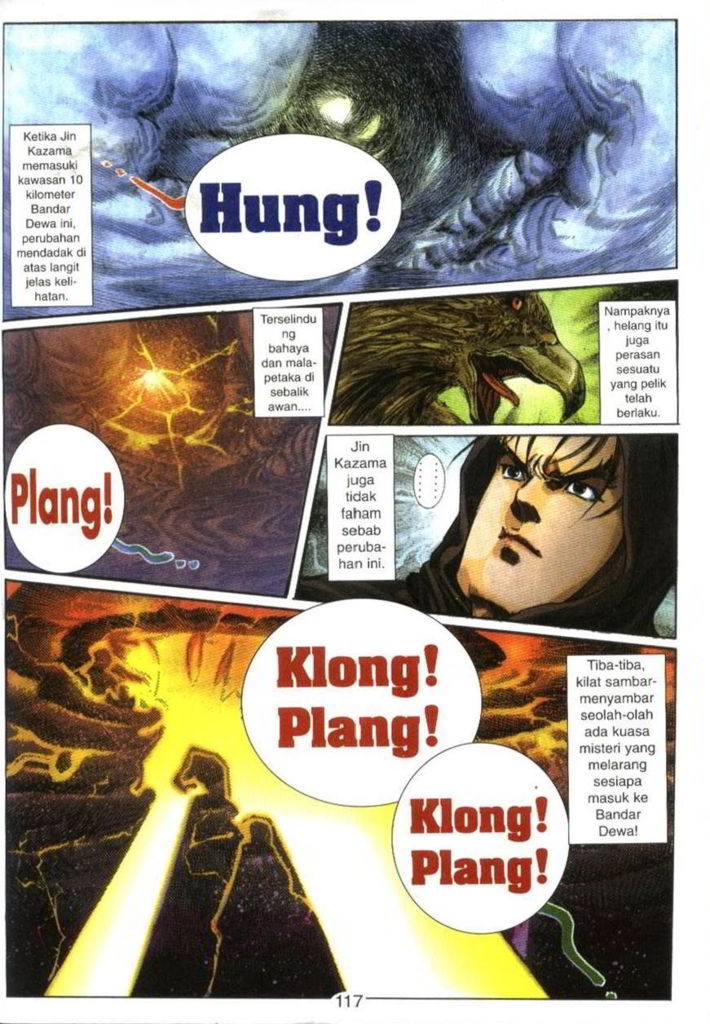 Ketika Jin
Kazama
memasuki
kawasan 10
kilometer
Bandar
Dewa ini,
perubahan
mendadak di
atas langit
jelas keli-
hatan.
Hung!
Terselindu
ng
bahaya
dan mala-
petaka di
sebalik
awan....
Plang!
Nampaknya
, helang itu
juga
perasan
sesuatu
yang pelik
telah
berlaku.
Jin
Kazama
juga
tidak
faham
sebab
peruba-
han ini.
............
Klong!
Plang!
Klong!
Plang!
Tiba-tiba,
kilat sambar-
menyambar
seolah-olah
ada kuasa
misteri yang
melarang
sesiapa
masuk ke
Bandar
Dewa!
117